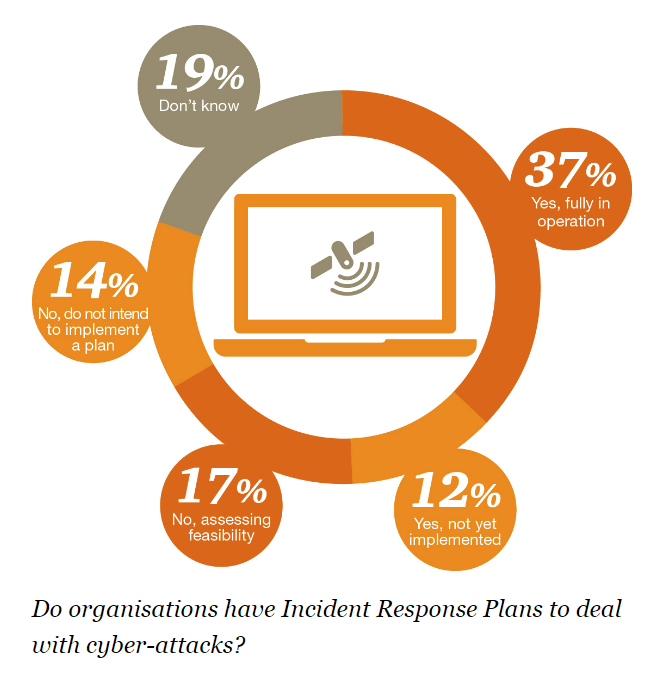 19%
Don't know
37%
Yes, fully in
operation
14%
No, do not intend
to implement
a plan
17%
No, assessing
feasibility
12%
Yes, not yet
implemented
Do organisations have Incident Response Plans to deal
with cyber-attacks?